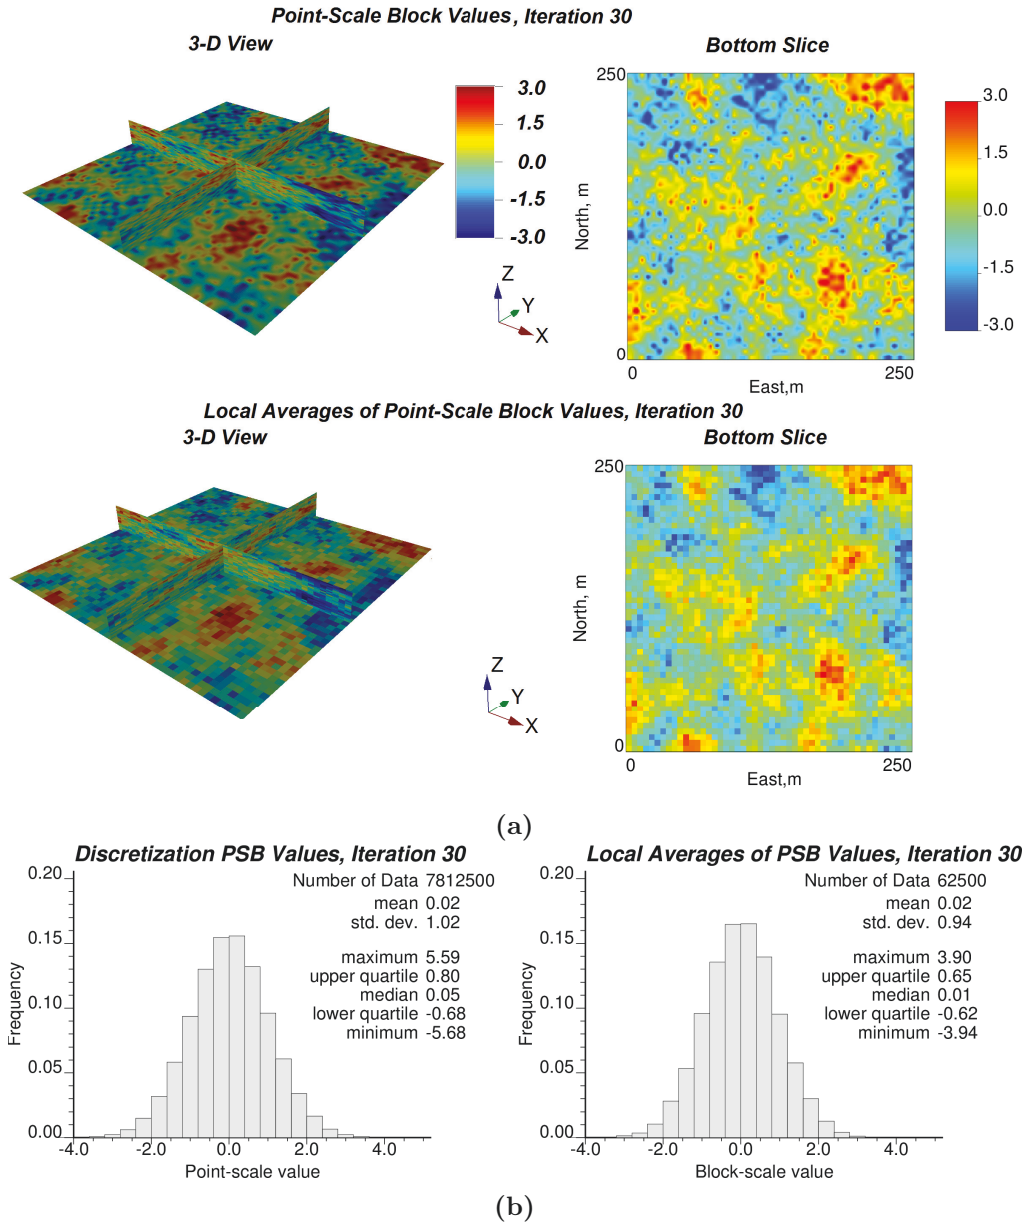 Point-Scale Block Values, Iteration 30
3-D View
Bottom Slice
3.0
1.5
0.0
-1.5
-3.0
Z
Y
X
250
North, m
0
0
250
East,m
3.0
1.5
0.0
-1.5
-3.0
Local Averages of Point-Scale Block Values, Iteration 30
3-D View
Bottom Slice
Z
Y
X
250
North, m
0
0
250
East,m
(a)
Discretization PSB Values, Iteration 30
Frequency
0.20
0.15
0.10
0.05
0.00
-4.0 -2.0 0.0 2.0 4.0
Point-scale value
Number of Data 7812500
mean 0.02
std. dev. 1.02
maximum 5.59
upper quartile 0.80
median 0.05
lower quartile -0.68
minimum -5.68
Local Averages of PSB Values, Iteration 30
Frequency
0.20
0.15
0.10
0.05
0.00
-4.0 -2.0 0.0 2.0 4.0
Block-scale value
Number of Data 62500
mean 0.02
std. dev. 0.94
maximum 3.90
upper quartile 0.65
median 0.01
lower quartile -0.62
minimum -3.94
(b)